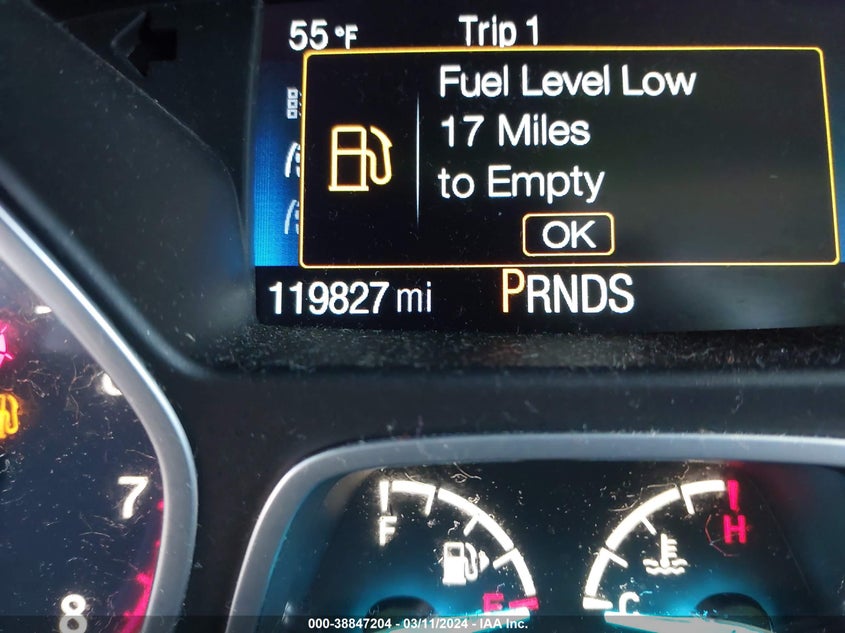 55°F Trip 1
Fuel Level Low
17 Miles
to Empty
OK
119827 mi PRNDS
7
8
F
E
H
C
000-38847204 - 03/11/2024 - IAA Inc.